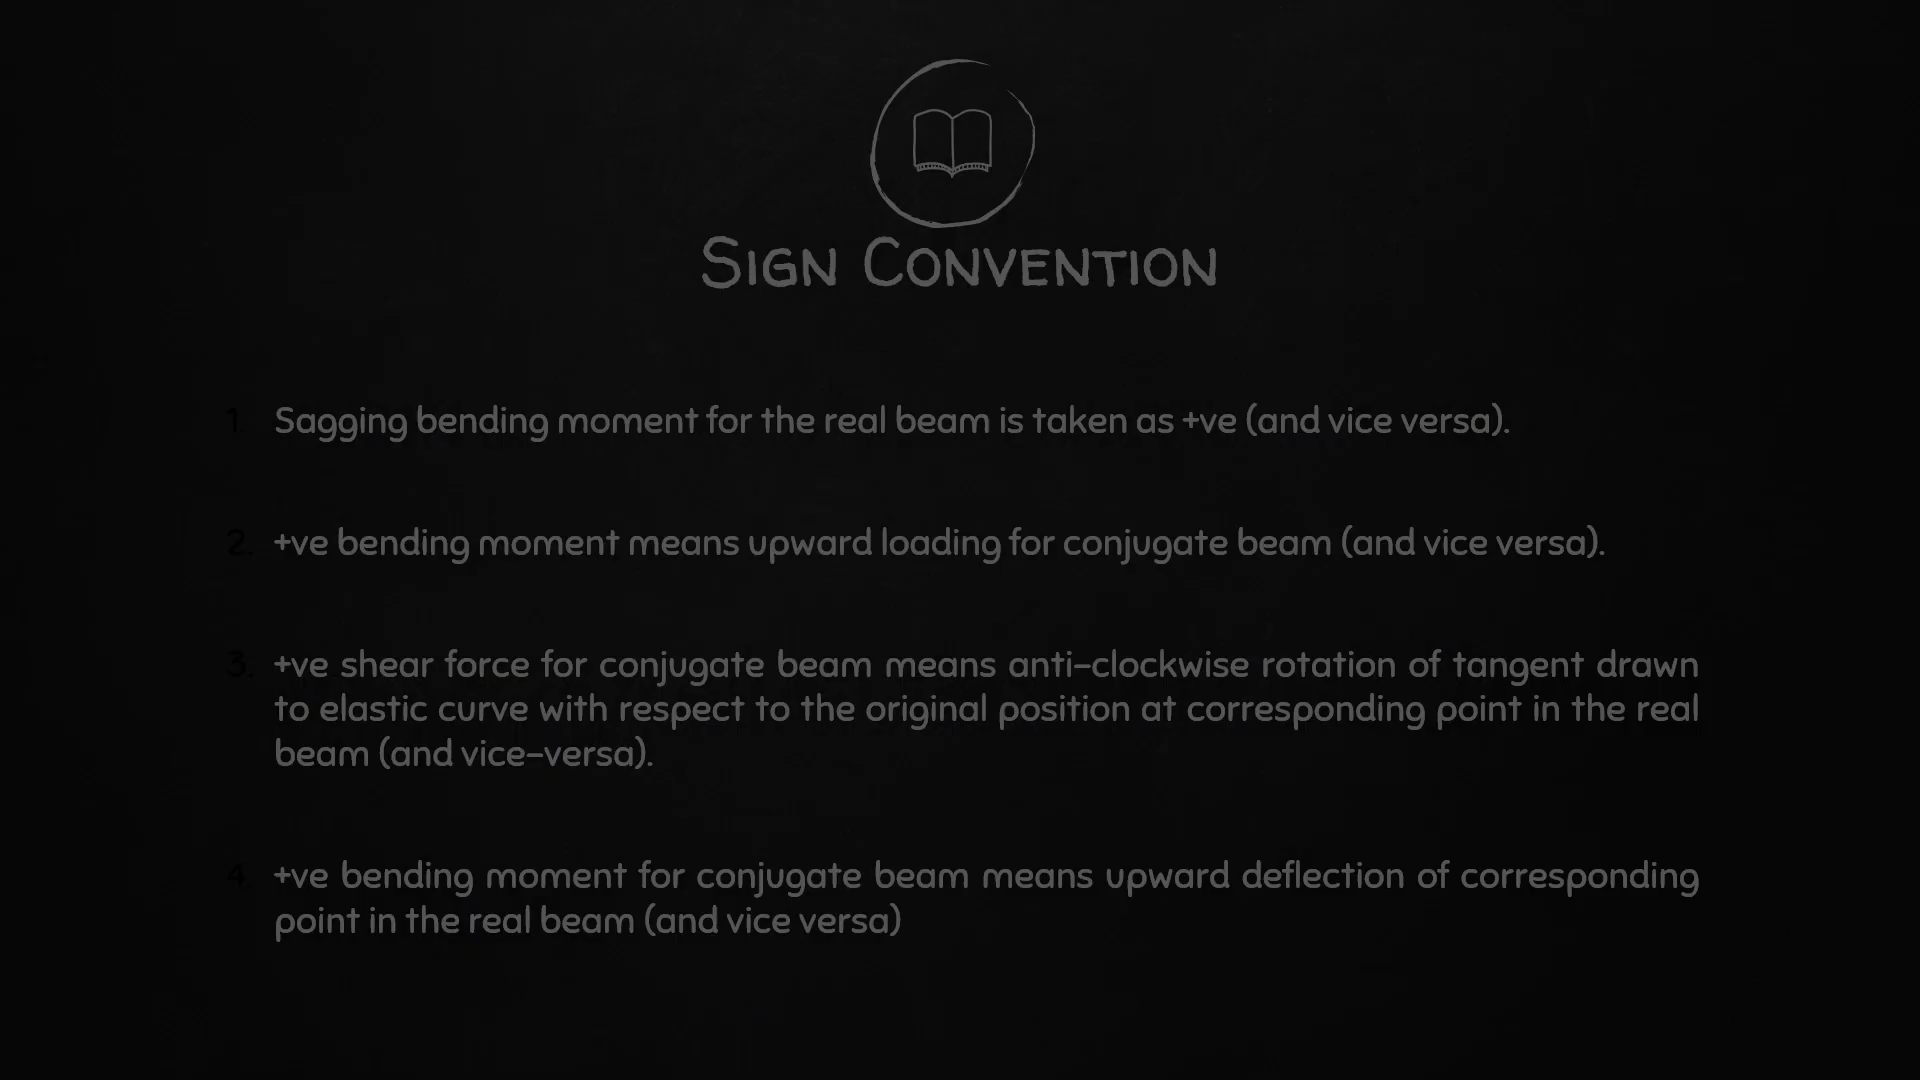 Sign Convention
1. Sagging bending moment for the real beam is taken as +ve (and vice versa).
2. +ve bending moment means upward loading for conjugate beam (and vice versa).
3. +ve shear force for conjugate beam means anti-clockwise rotation of tangent drawn
to elastic curve with respect to the original position at corresponding point in the real
beam (and vice-versa).
4. +ve bending moment for conjugate beam means upward deflection of corresponding
point in the real beam (and vice versa)